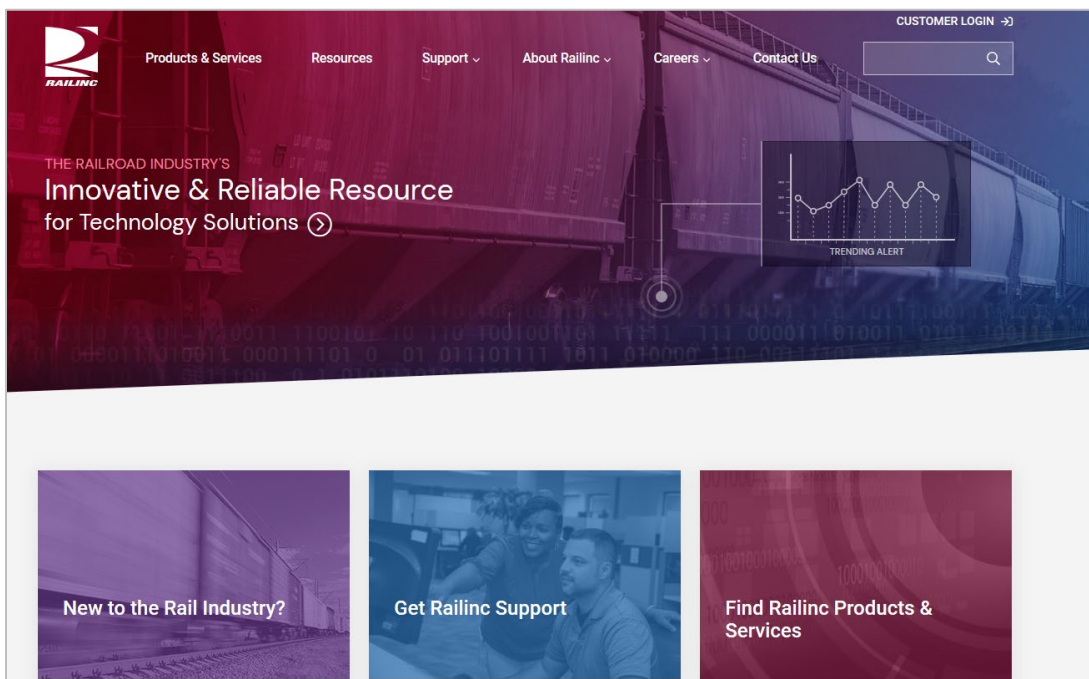 CUSTOMER LOGIN
RAILINC
Products & Services
Resources
Support
About Railinc
Careers
Contact Us
THE RAILROAD INDUSTRY'S
Innovative & Reliable Resource
for Technology Solutions
TRENDING ALERT
New to the Rail Industry?
Get Railinc Support
Find Railinc Products &
Services